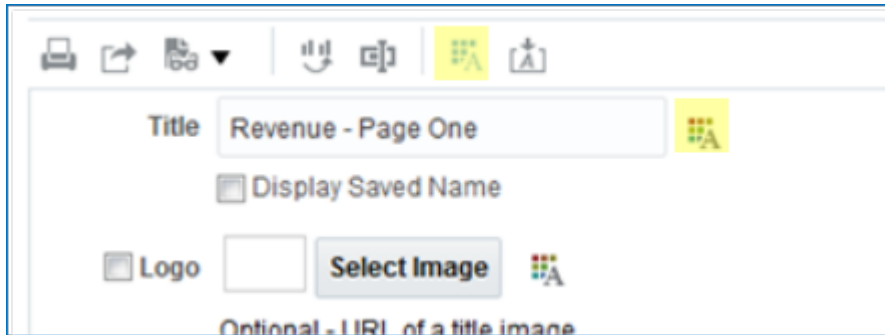 Title Revenue - Page One
Display Saved Name
Logo Select Image
Optional - URL of a title image